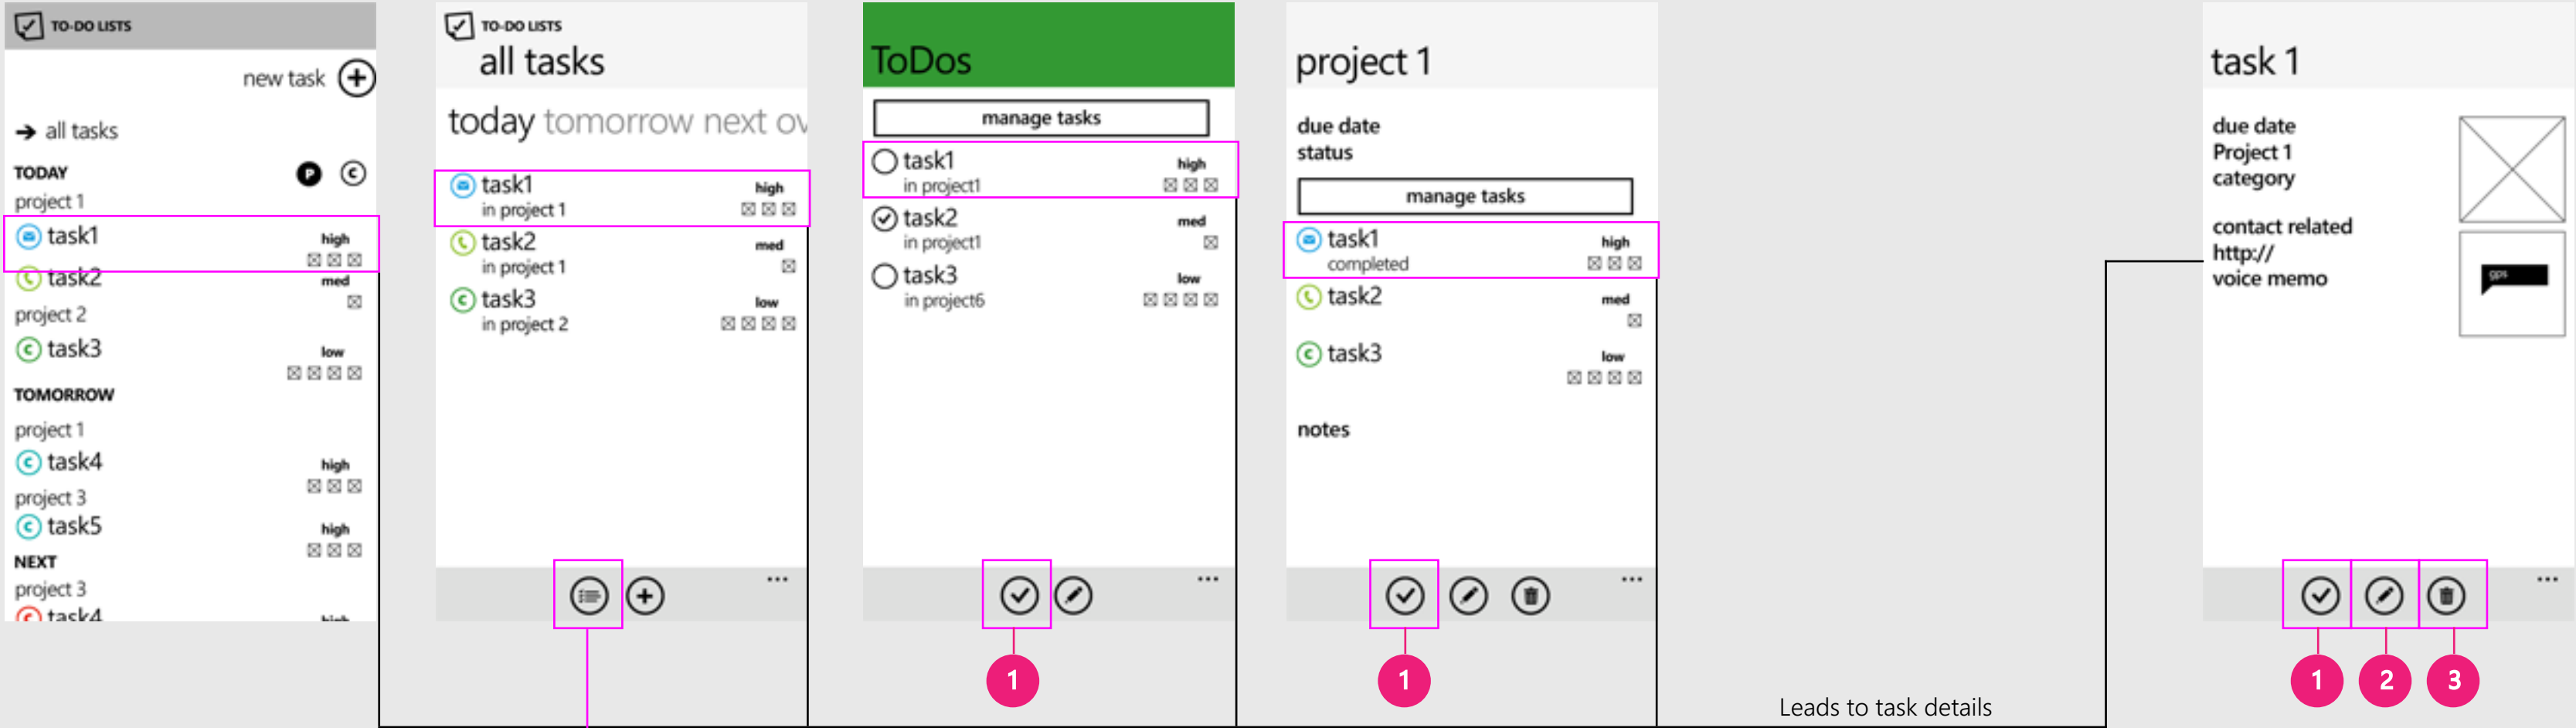 TO-DO LISTS
new task
all tasks
TODAY P C
project 1
task1
high
task2
med
project 2
C task3
low
TOMORROW
project 1
C task4
high
project 3
C task5
high
NEXT
project 3
task4
high
TO-DO LISTS
all tasks
today tomorrow next ov
task1
high
in project 1
task2
med
in project 1
C task3
low
in project 2
...
ToDos
manage tasks
task1
high
in project1
task2
med
in project1
task3
low
in project6
...
1
project 1
due date
status
manage tasks
task1
high
completed
task2
med
C task3
low
notes
...
1
Leads to task details
task 1
due date
Project 1
category
contact related
http://
voice memo
gps
...
1 2 3